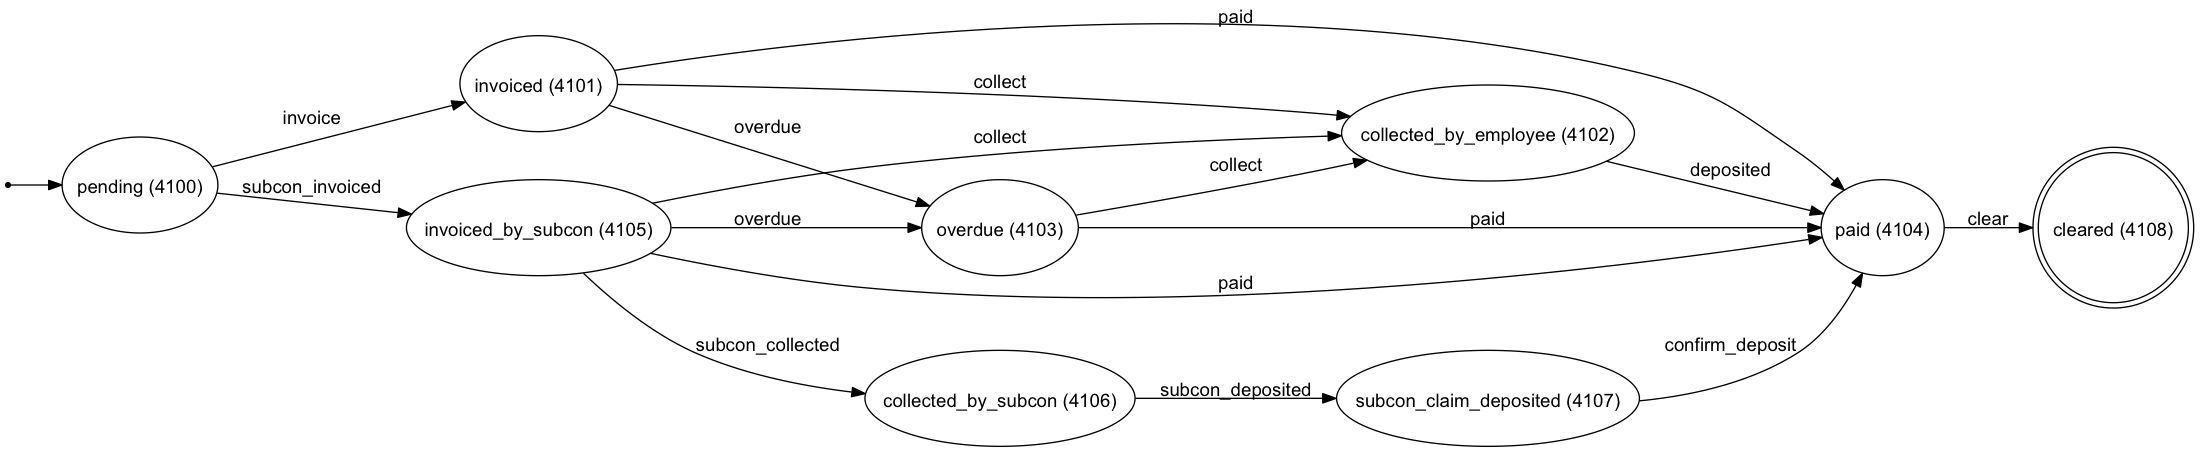 paid
invoiced (4101)
collect
invoice
overdue
collect
collected_by_employee (4102)
collect
deposited
pending (4100)
subcon_invoiced
invoiced_by_subcon (4105)
overdue
overdue (4103)
paid
paid (4104)
clear
cleared (4108)
paid
subcon_collected
confirm_deposit
collected_by_subcon (4106)
subcon_deposited
subcon_claim_deposited (4107)